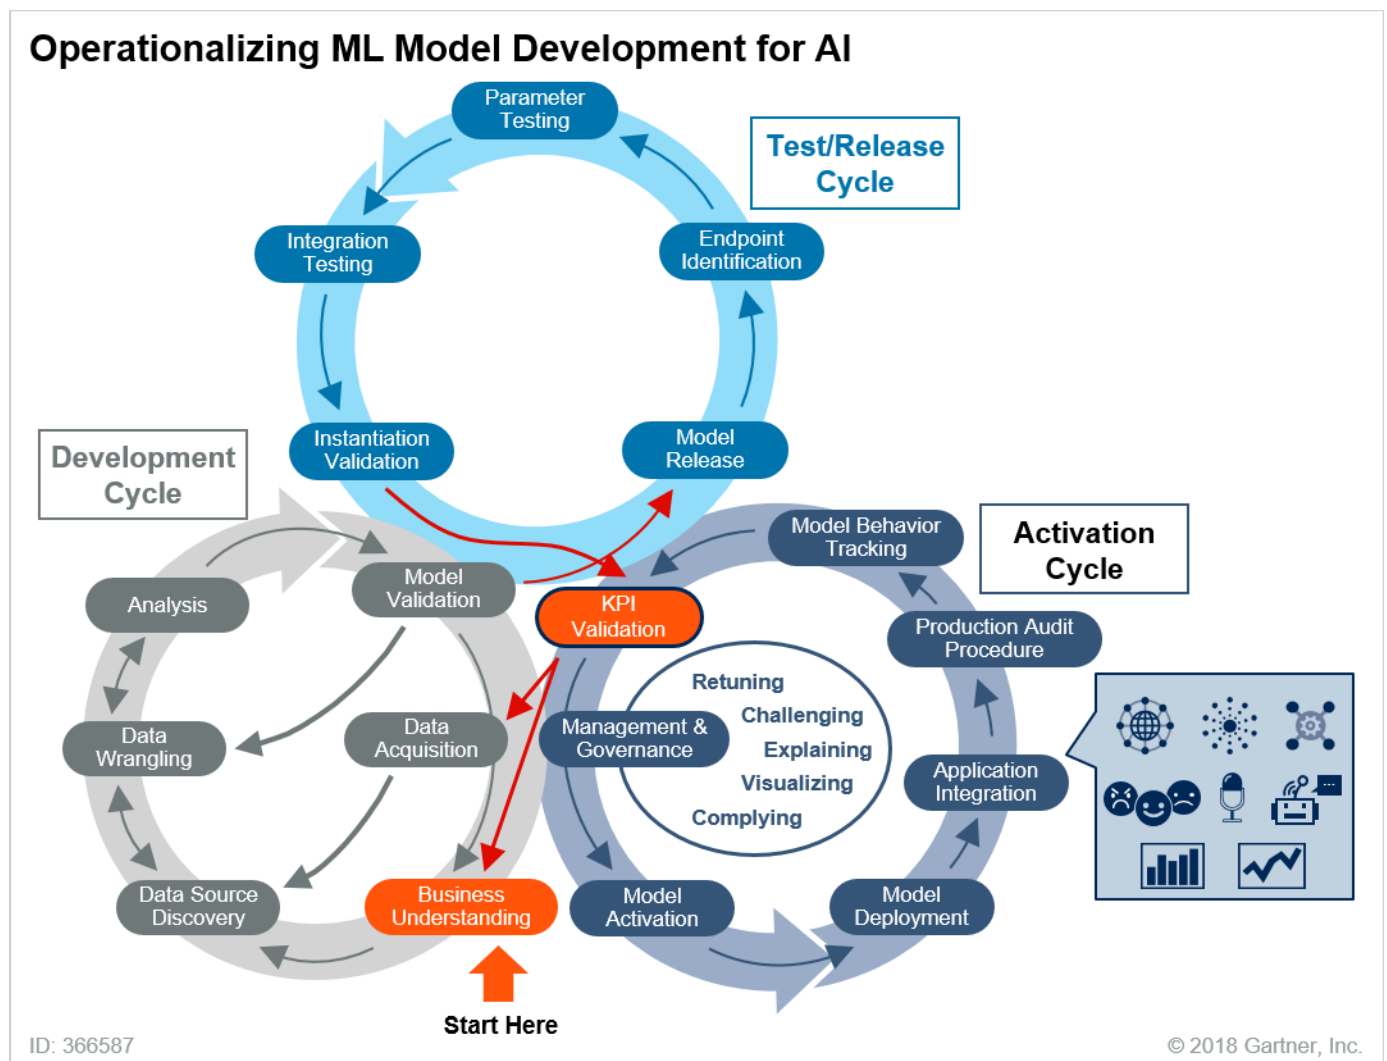 Operationalizing ML Model Development for AI
Parameter
Testing
Test/Release
Cycle
Integration
Testing
Endpoint
Identification
Instantiation
Validation
Model
Release
Development
Cycle
Model Behavior
Tracking
Activation
Cycle
Analysis
Model
Validation
KPI
Validation
Production Audit
Procedure
Retuning
Challenging
Explaining
Visualizing
Complying
Data
Wrangling
Data
Acquisition
Management &
Governance
Application
Integration
Data Source
Discovery
Business
Understanding
Model
Activation
Model
Deployment
Start Here
ID: 366587
© 2018 Gartner, Inc.